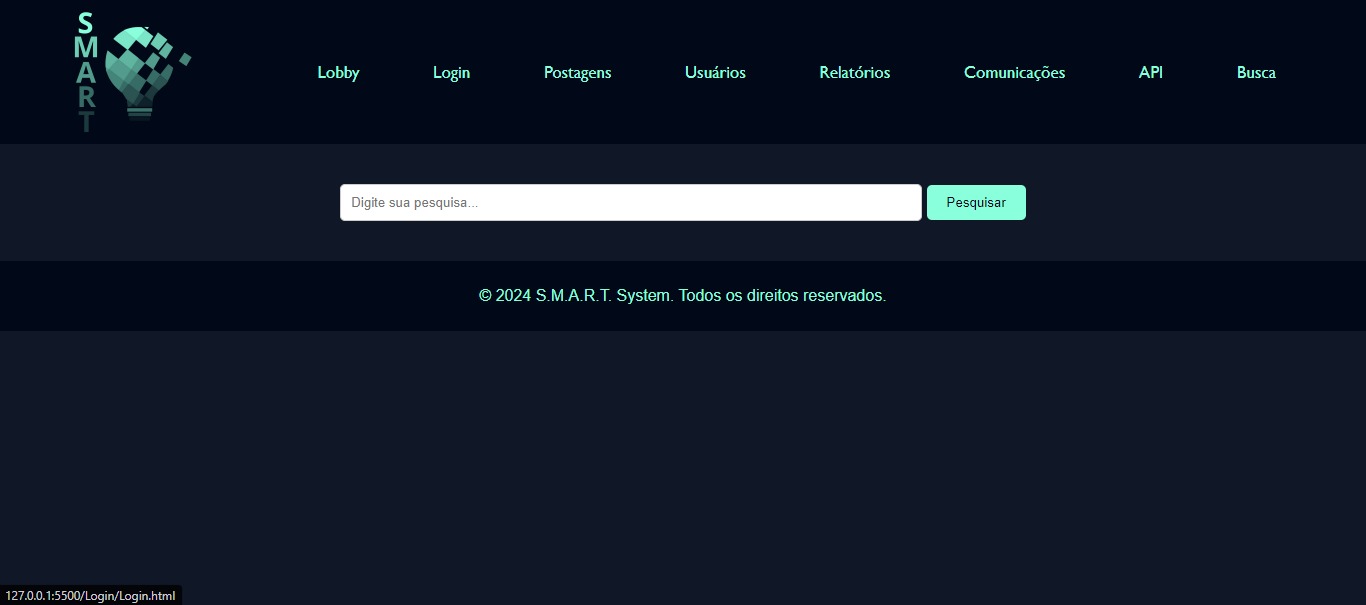 S
M
A
R
T
Lobby Login Postagens Usuários Relatórios Comunicações API Busca
Digite sua pesquisa... Pesquisar
© 2024 S.M.A.R.T. System. Todos os direitos reservados.
127.0.0.1:5500/Login/Login.html